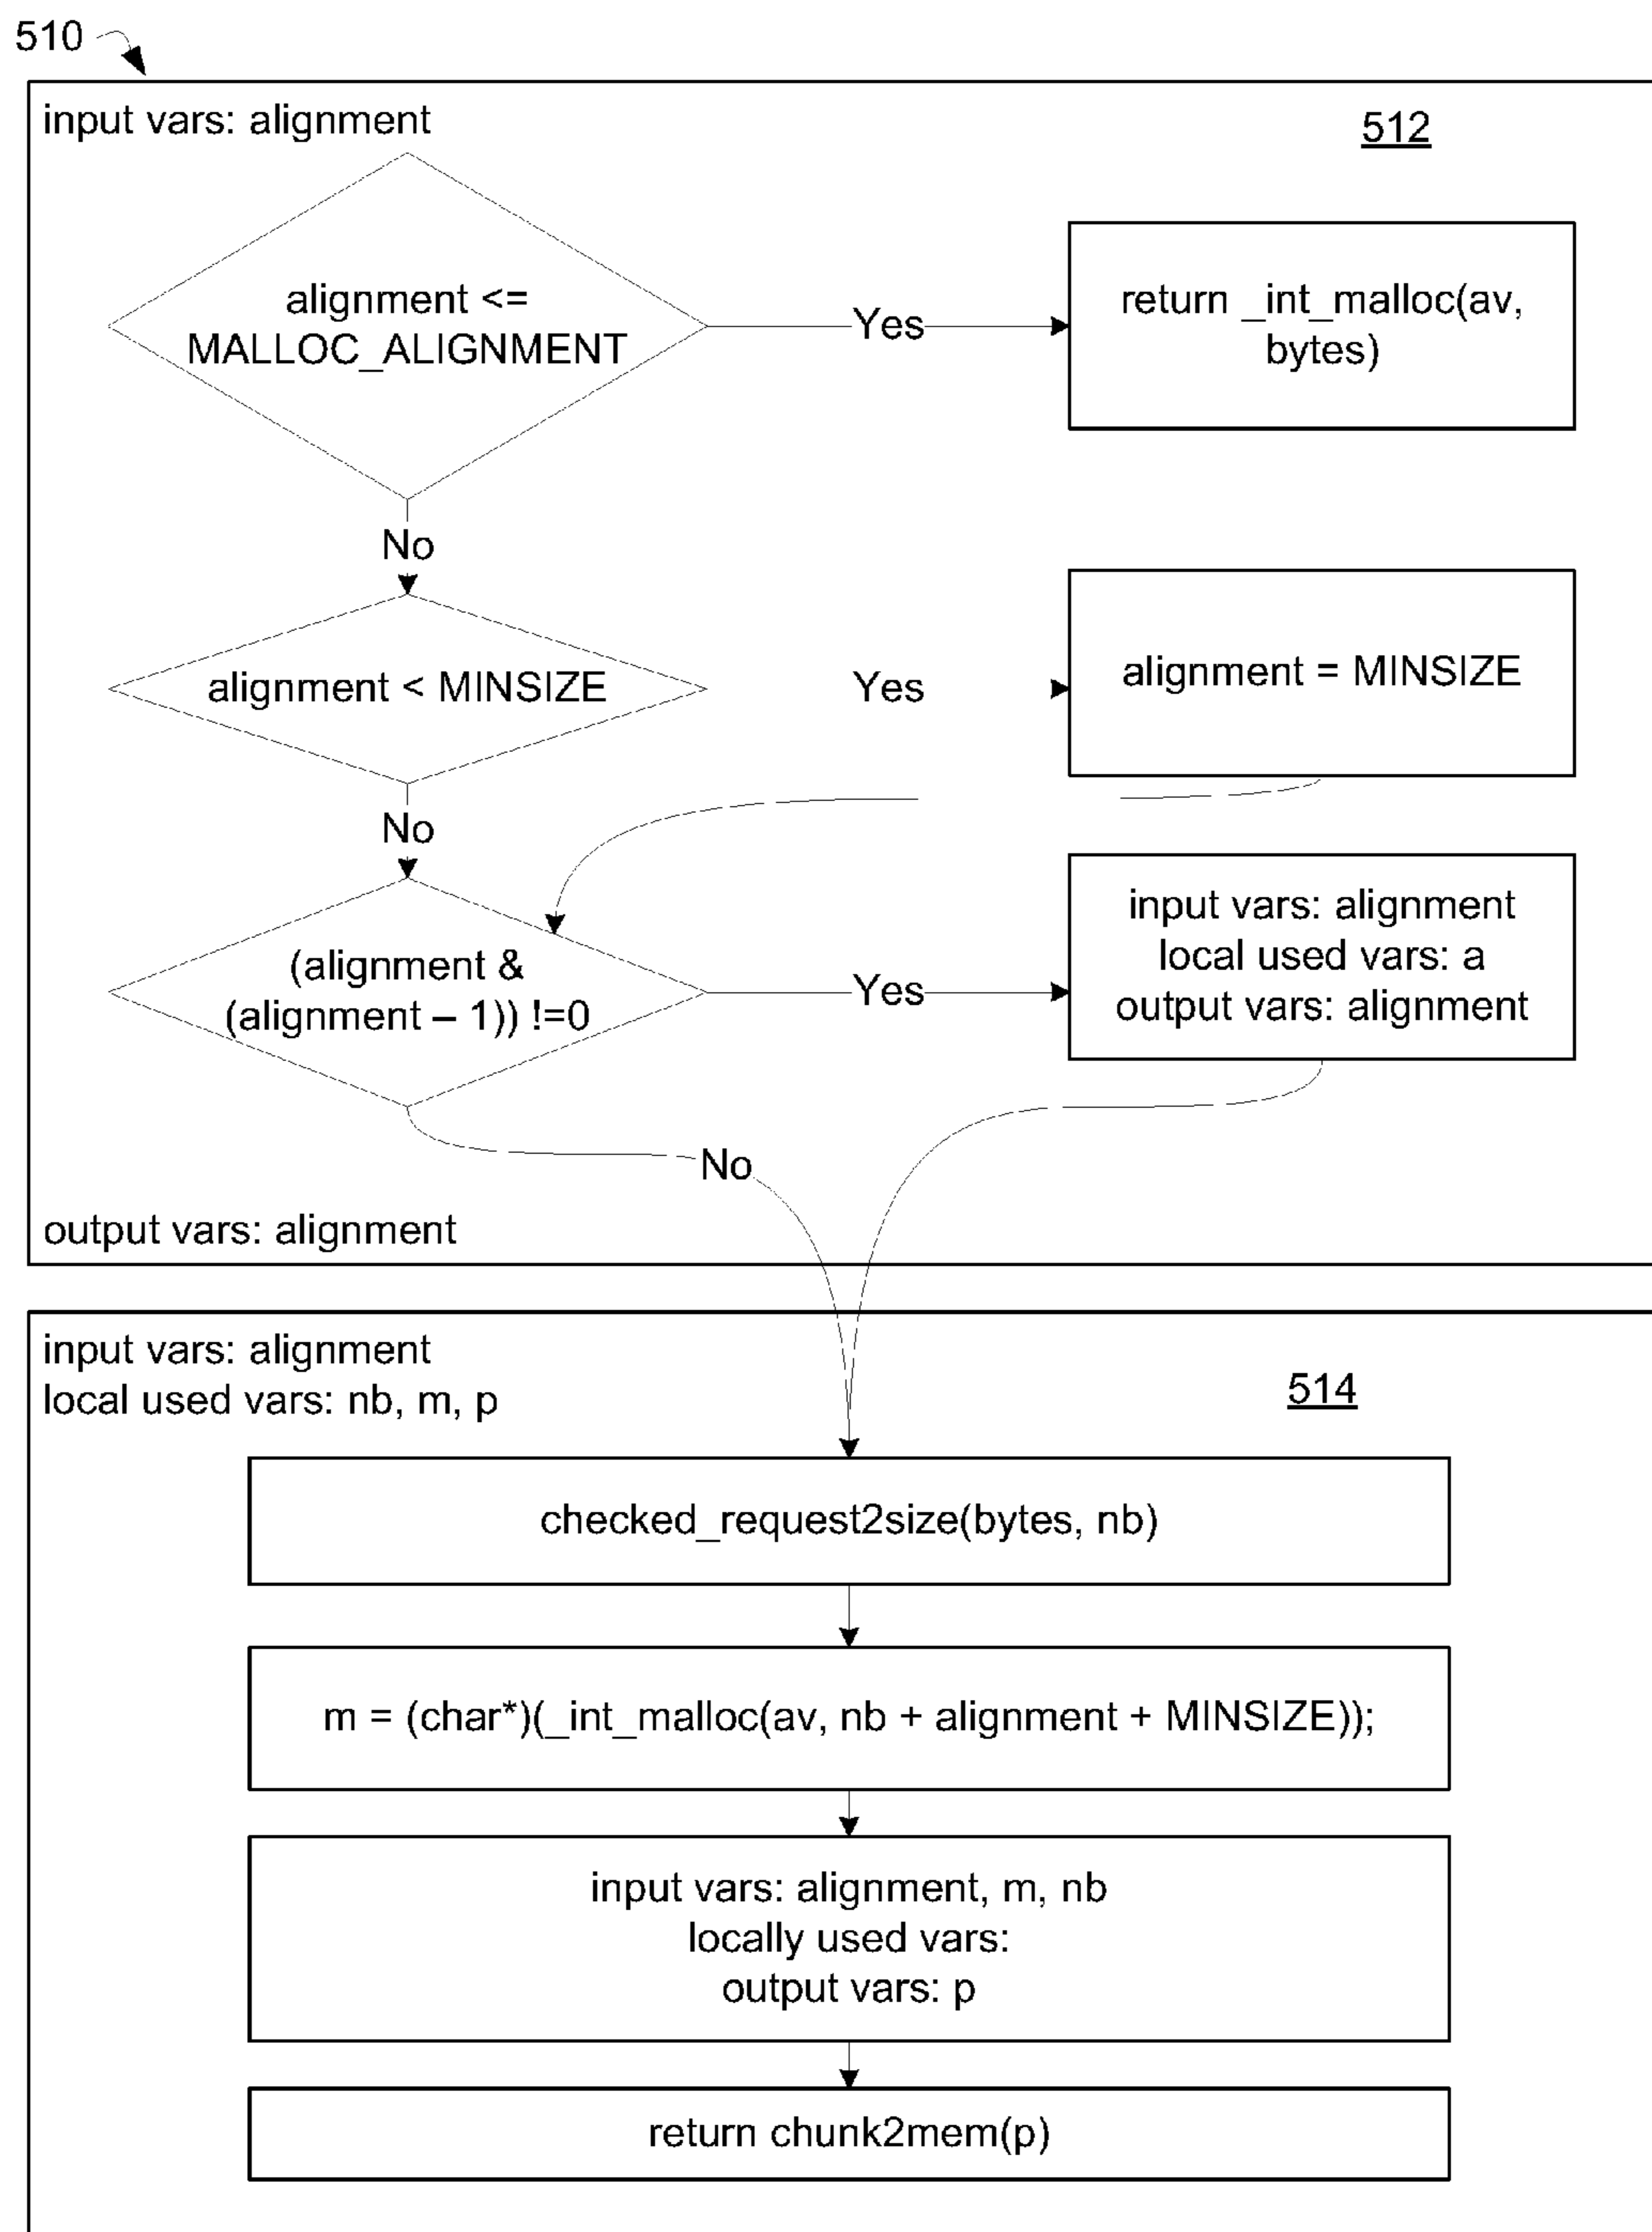 510
input vars: alignment
512
alignment <=
MALLOC_ALIGNMENT
Yes
return _int_malloc(av,
bytes)
No
alignment < MINSIZE
Yes
alignment = MINSIZE
No
(alignment &
(alignment – 1)) !=0
Yes
input vars: alignment
local used vars: a
output vars: alignment
No
output vars: alignment
input vars: alignment
local used vars: nb, m, p
514
checked_request2size(bytes, nb)
m = (char*)(_int_malloc(av, nb + alignment + MINSIZE));
input vars: alignment, m, nb
locally used vars:
output vars: p
return chunk2mem(p)